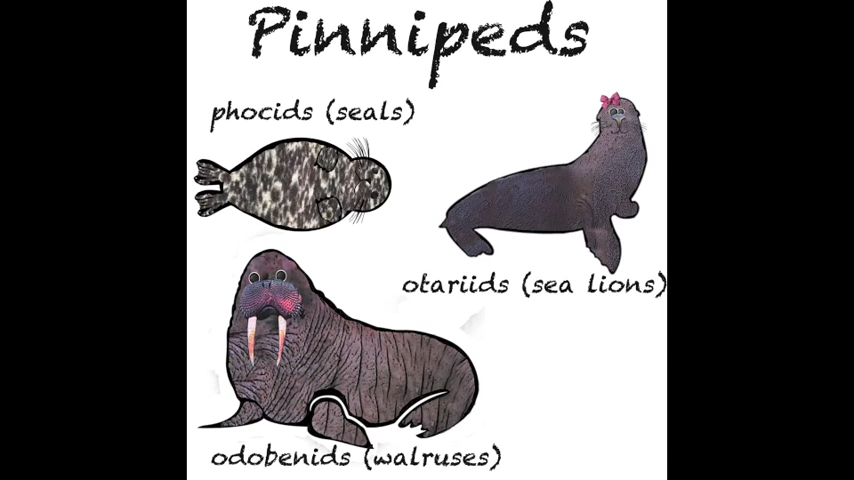 Pinnipeds
phocids (seals)
otariids (sea lions)
odobenids (walruses)